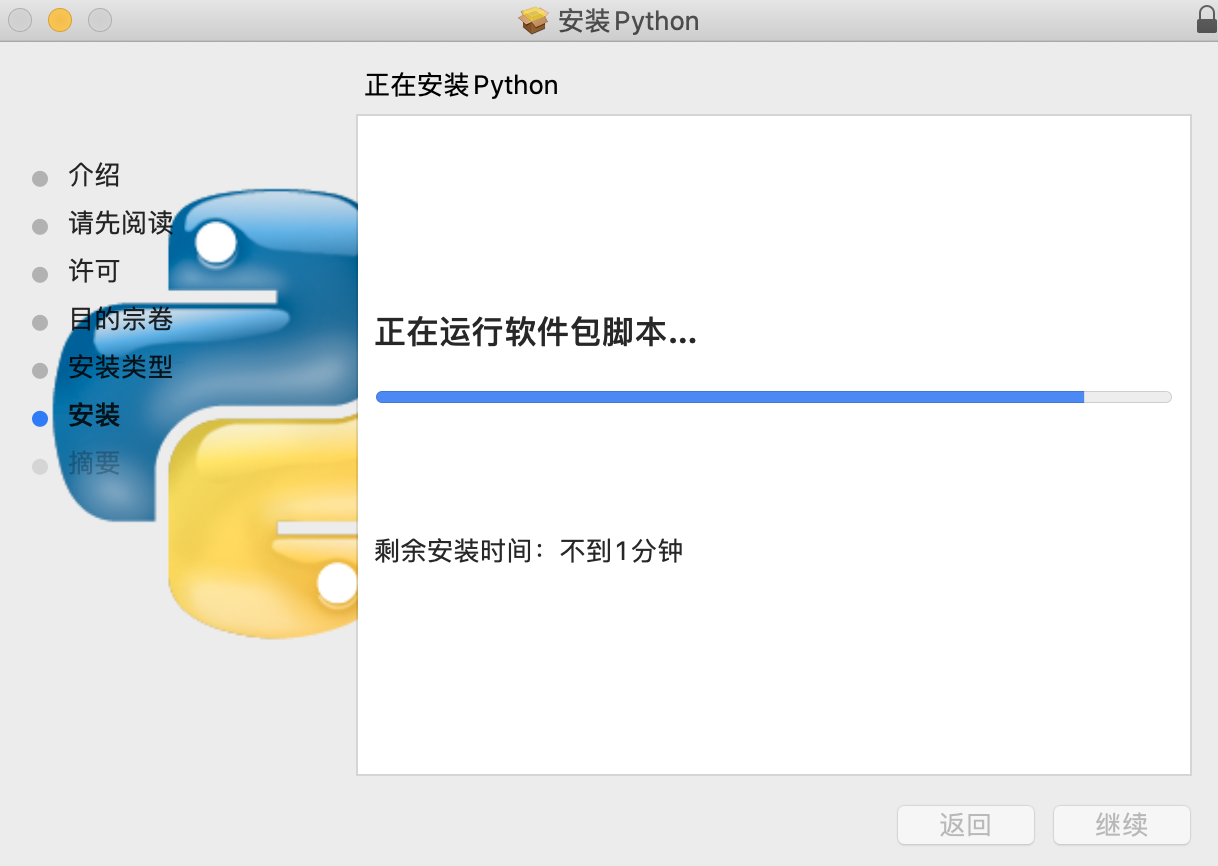 安装Python
正在安装Python
介绍
请先阅读
许可
目的宗卷
安装类型
安装
摘要
正在运行软件包脚本...
剩余安装时间：不到1分钟
返回
继续